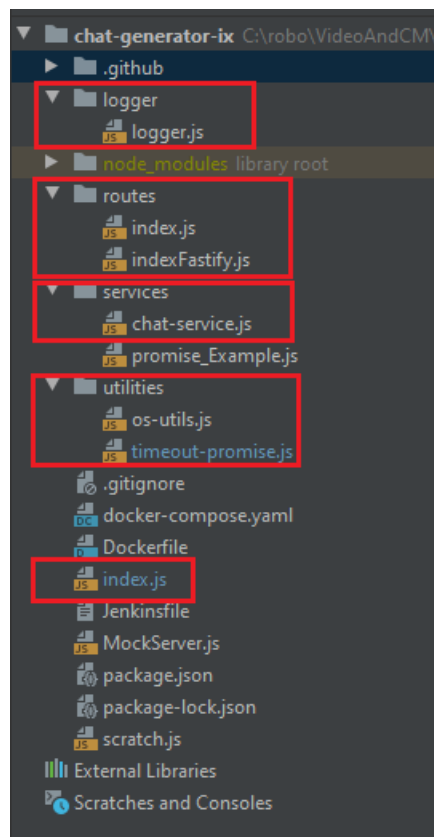 chat-generator-ix C:\robo\VideoAndCM
.github
logger
logger.js
node_modules library root
routes
index.js
indexFastify.js
services
chat-service.js
promise_Example.js
utilities
os-utils.js
timeout-promise.js
.gitignore
docker-compose.yaml
Dockerfile
index.js
Jenkinsfile
MockServer.js
package.json
package-lock.json
scratch.js
External Libraries
Scratches and Consoles